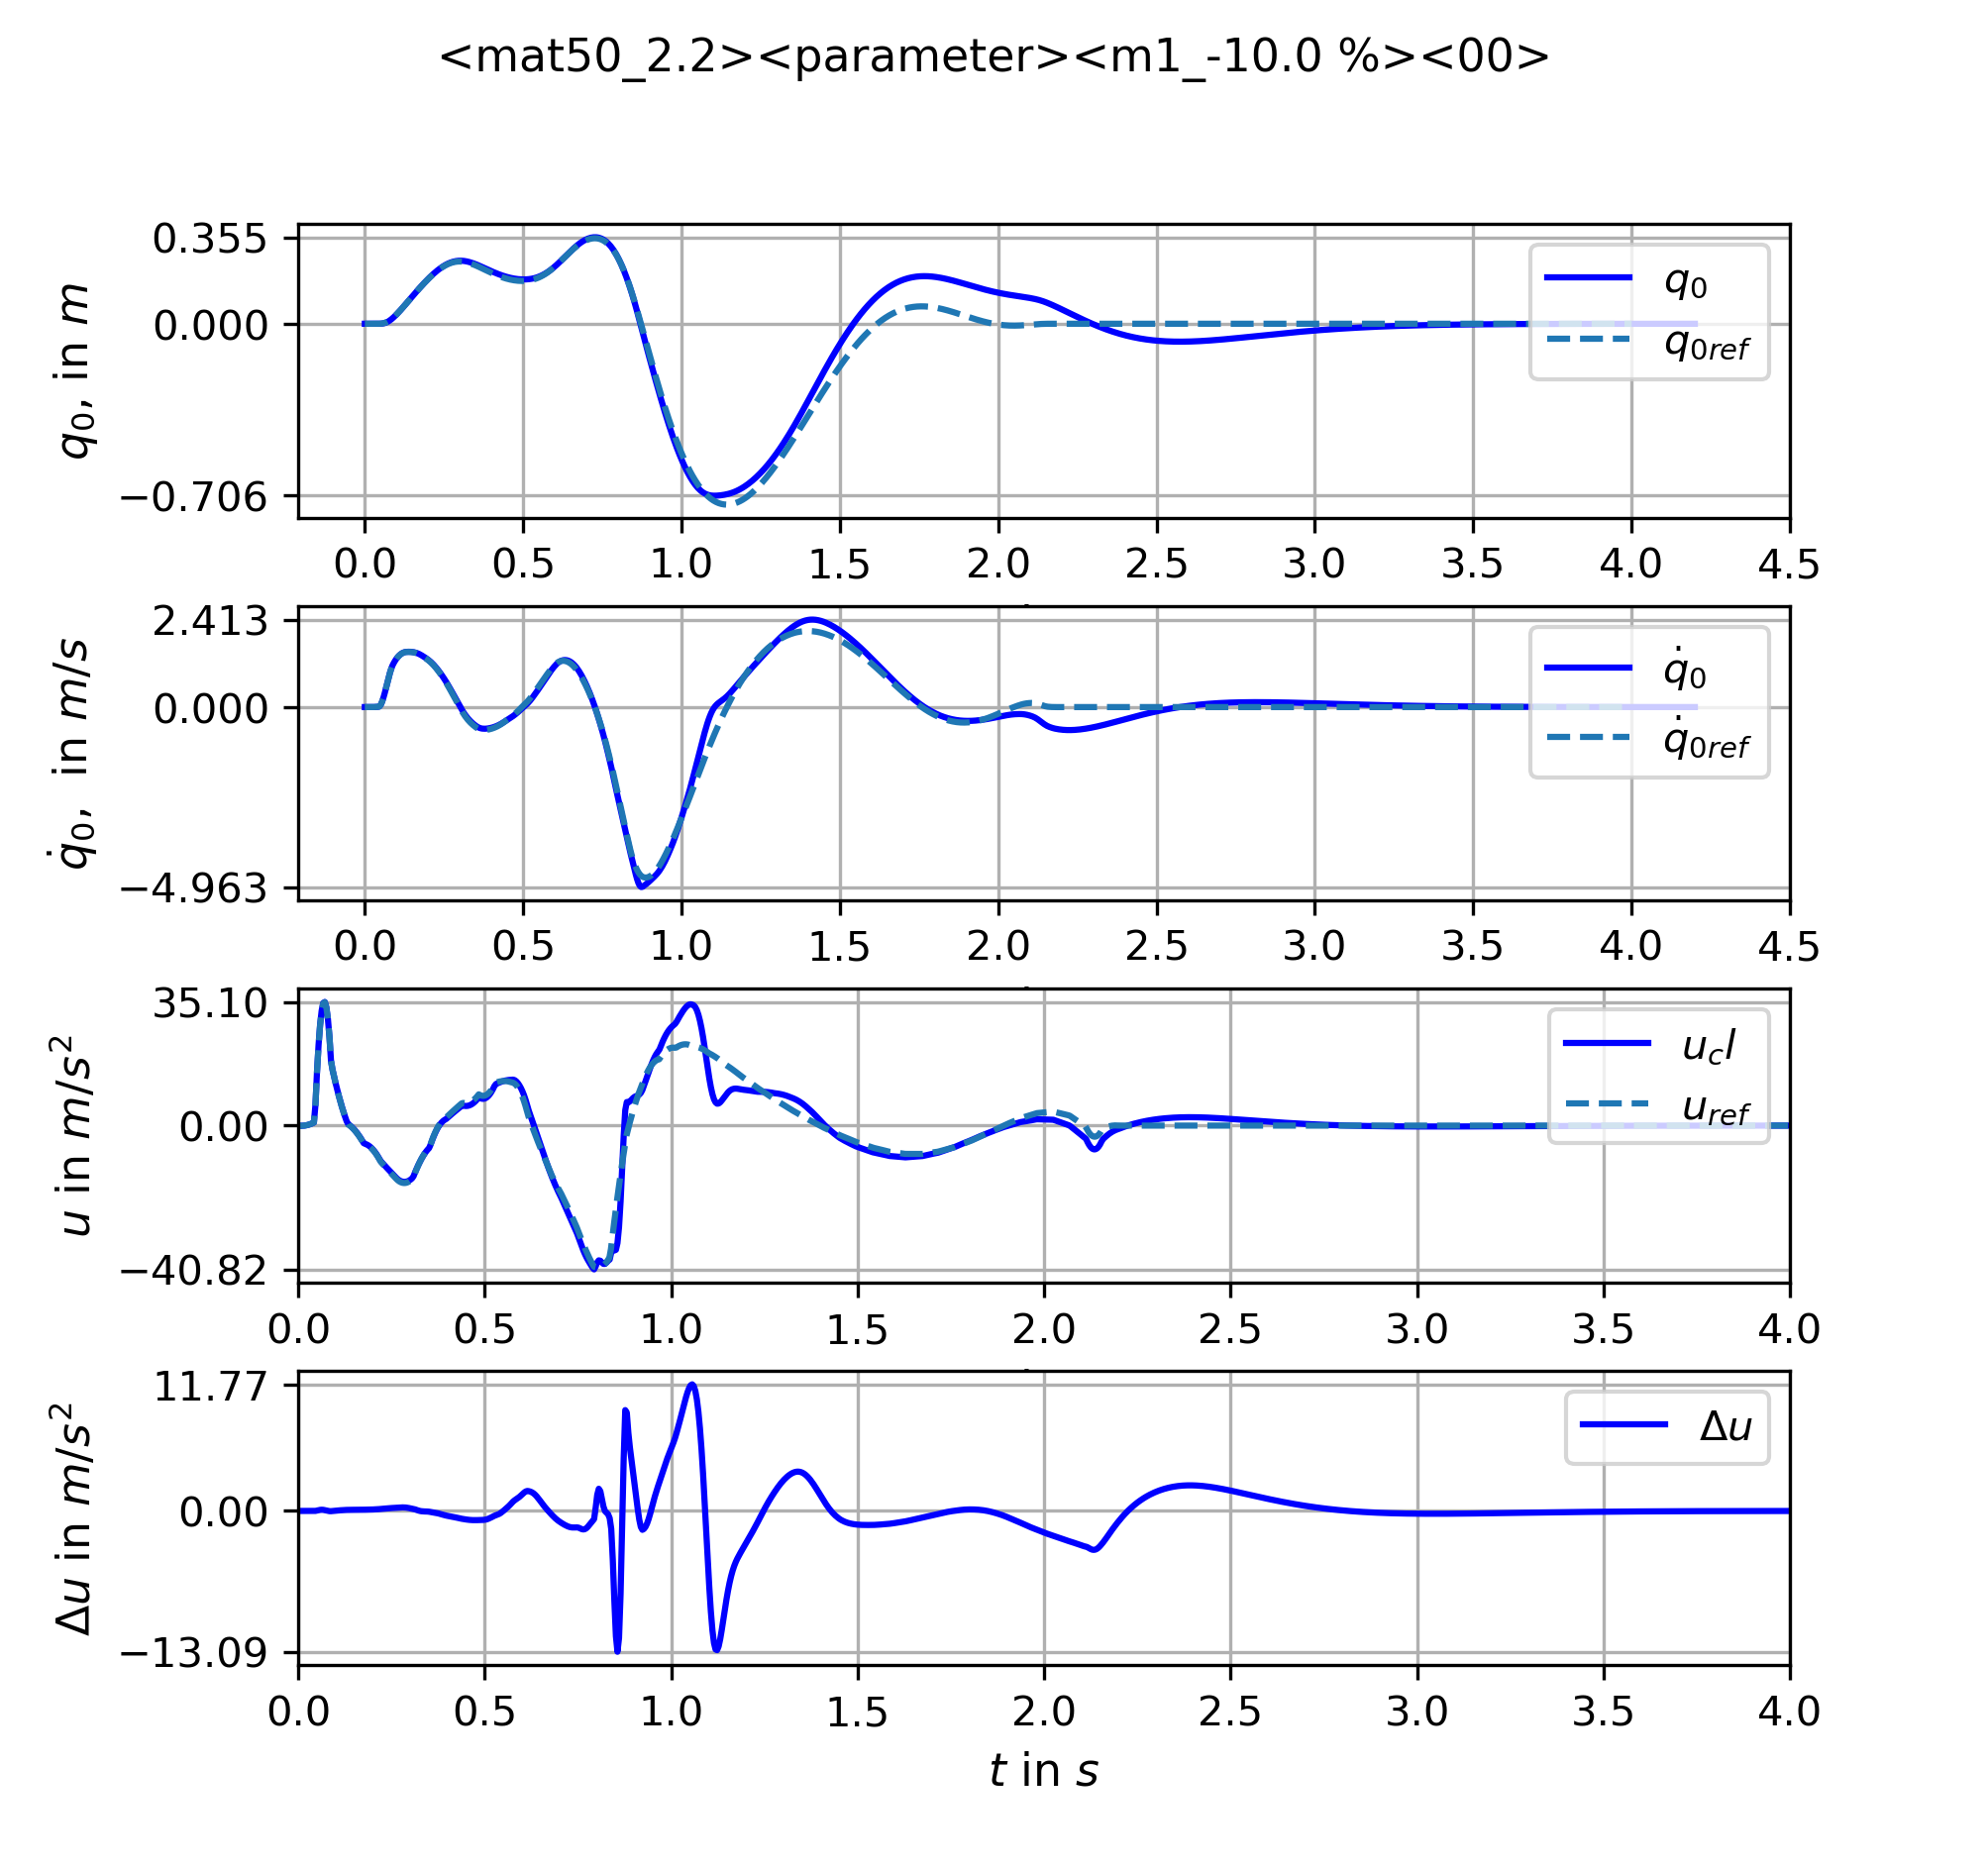 <mat50_2.2><parameter><m1_-10.0 %><00>
q₀, in m
0.355
0.000
−0.706
q₀
q₀ref
0.0 0.5 1.0 1.5 2.0 2.5 3.0 3.5 4.0 4.5
q̇₀, in m/s
2.413
0.000
−4.963
q̇₀
q̇₀ref
0.0 0.5 1.0 1.5 2.0 2.5 3.0 3.5 4.0 4.5
u in m/s²
35.10
0.00
−40.82
u_cl
u_ref
0.0 0.5 1.0 1.5 2.0 2.5 3.0 3.5 4.0
Δu in m/s²
11.77
0.00
−13.09
Δu
0.0 0.5 1.0 1.5 2.0 2.5 3.0 3.5 4.0
t in s